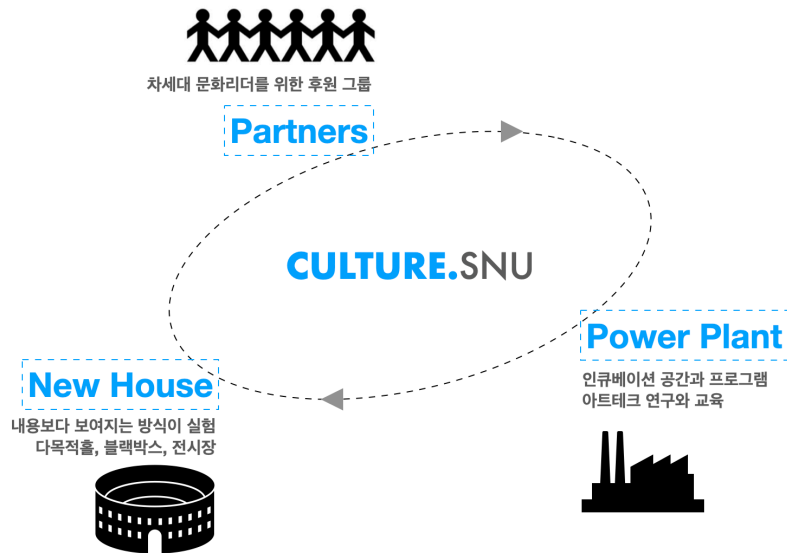 차세대 문화리더를 위한 후원 그룹
Partners
CULTURE.SNU
Power Plant
인큐베이션 공간과 프로그램
아트테크 연구와 교육
New House
내용보다 보여지는 방식이 실험
다목적홀, 블랙박스, 전시장